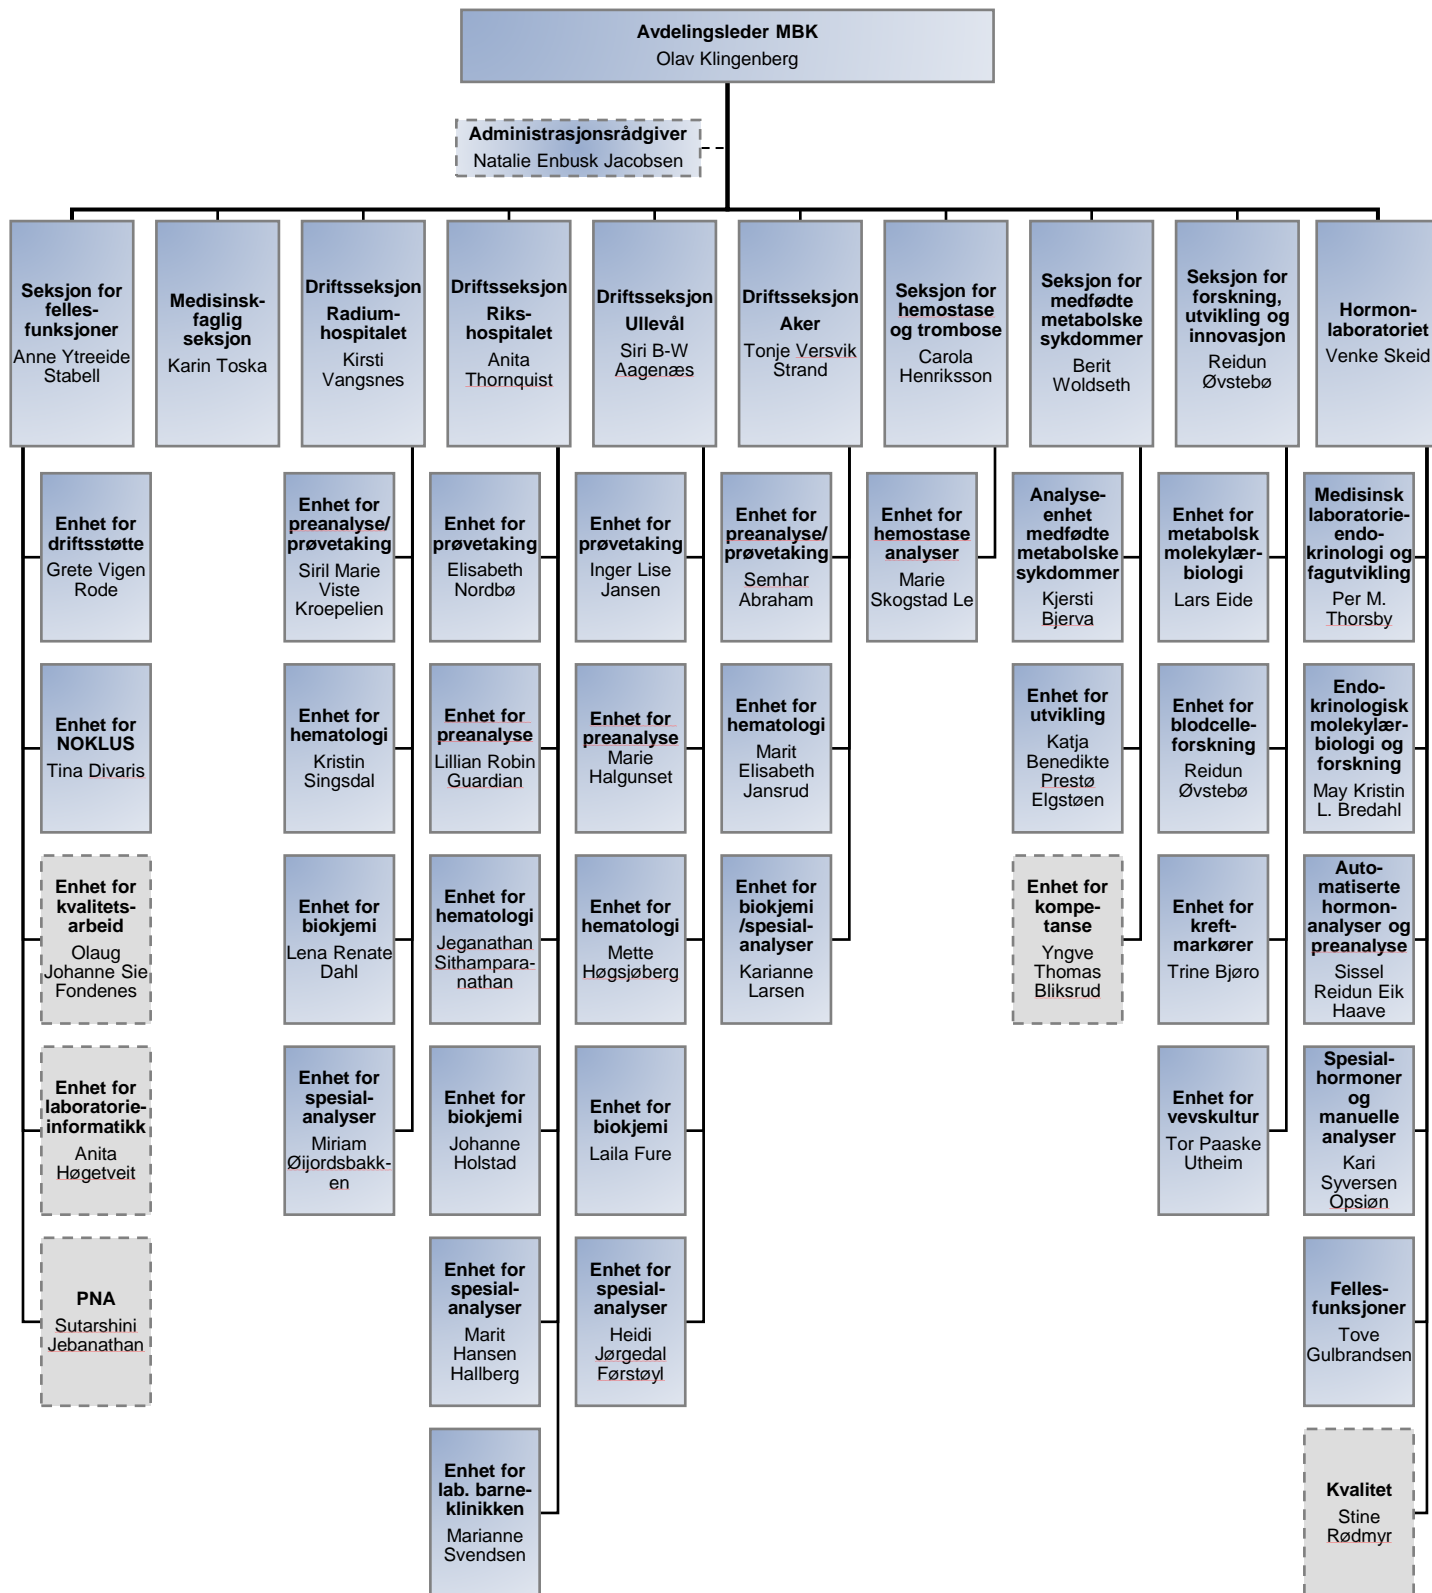 Avdelingsleder MBK
Olav Klingenberg
Administrasjonsrådgiver
Natalie Enbusk Jacobsen
Seksjon for
felles-
funksjoner
Anne Ytreeide
Stabell
Medisinsk-
faglig
seksjon
Karin Toska
Driftsseksjon
Radium-
hospitalet
Kirsti
Vangsnes
Driftsseksjon
Riks-
hospitalet
Anita
Thornquist
Driftsseksjon
Ullevål
Siri B-W
Aagenæs
Driftsseksjon
Aker
Tonje Versvik
Strand
Seksjon for
hemostase
og trombose
Carola
Henriksson
Seksjon for
medfødte
metabolske
sykdommer
Berit
Woldseth
Seksjon for
forskning,
utvikling og
innovasjon
Reidun
Øvstebø
Hormon-
laboratoriet
Venke Skeid
Enhet for
driftsstøtte
Grete Vigen
Rode
Enhet for
NOKLUS
Tina Divaris
Enhet for
kvalitets-
arbeid
Olaug
Johanne Sie
Fondenes
Enhet for
laboratorie-
informatikk
Anita
Høgetveit
PNA
Sutarshini
Jebanathan
Enhet for
preanalyse/
prøvetaking
Siril Marie
Viste
Kroepelien
Enhet for
hematologi
Kristin
Singsdal
Enhet for
biokjemi
Lena Renate
Dahl
Enhet for
spesial-
analyser
Miriam
Øijordsbakk-
en
Enhet for
prøvetaking
Elisabeth
Nordbø
Enhet for
preanalyse
Lillian Robin
Guardian
Enhet for
hematologi
Jeganathan
Sithampara-
nathan
Enhet for
biokjemi
Johanne
Holstad
Enhet for
spesial-
analyser
Marit
Hansen
Hallberg
Enhet for
lab. barne-
klinikken
Marianne
Svendsen
Enhet for
prøvetaking
Inger Lise
Jansen
Enhet for
preanalyse
Marie
Halgunset
Enhet for
hematologi
Mette
Høgsjøberg
Enhet for
biokjemi
Laila Fure
Enhet for
spesial-
analyser
Heidi
Jørgedal
Førstøyl
Enhet for
preanalyse/
prøvetaking
Semhar
Abraham
Enhet for
hematologi
Marit
Elisabeth
Jansrud
Enhet for
biokjemi
/spesial-
analyser
Karianne
Larsen
Enhet for
hemostase
analyser
Marie
Skogstad Le
Analyse-
enhet
medfødte
metabolske
sykdommer
Kjersti
Bjerva
Enhet for
utvikling
Katja
Benedikte
Prestø
Elgstøen
Enhet for
kompe-
tanse
Yngve
Thomas
Bliksrud
Enhet for
metabolsk
molekylær-
biologi
Lars Eide
Enhet for
blodcelle-
forskning
Reidun
Øvstebø
Enhet for
kreft-
markører
Trine Bjøro
Enhet for
vevskultur
Tor Paaske
Utheim
Medisinsk
laboratorie-
endo-
krinologi og
fagutvikling
Per M.
Thorsby
Endo-
krinologisk
molekylær-
biologi og
forskning
May Kristin
L. Bredahl
Auto-
matiserte
hormon-
analyser og
preanalyse
Sissel
Reidun Eik
Haave
Spesial-
hormoner
og
manuelle
analyser
Kari
Syversen
Opsiøn
Felles-
funksjoner
Tove
Gulbrandsen
Kvalitet
Stine
Rødmyr